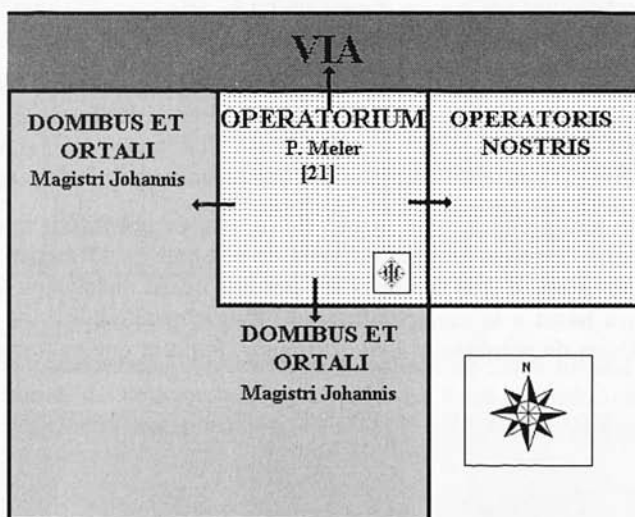 VIA
DOMIBUS ET
ORTALI
Magistri Johannis
OPERATORIUM
P. Meler
[21]
OPERATORIS
NOSTRIS
DOMIBUS ET
ORTALI
Magistri Johannis
N